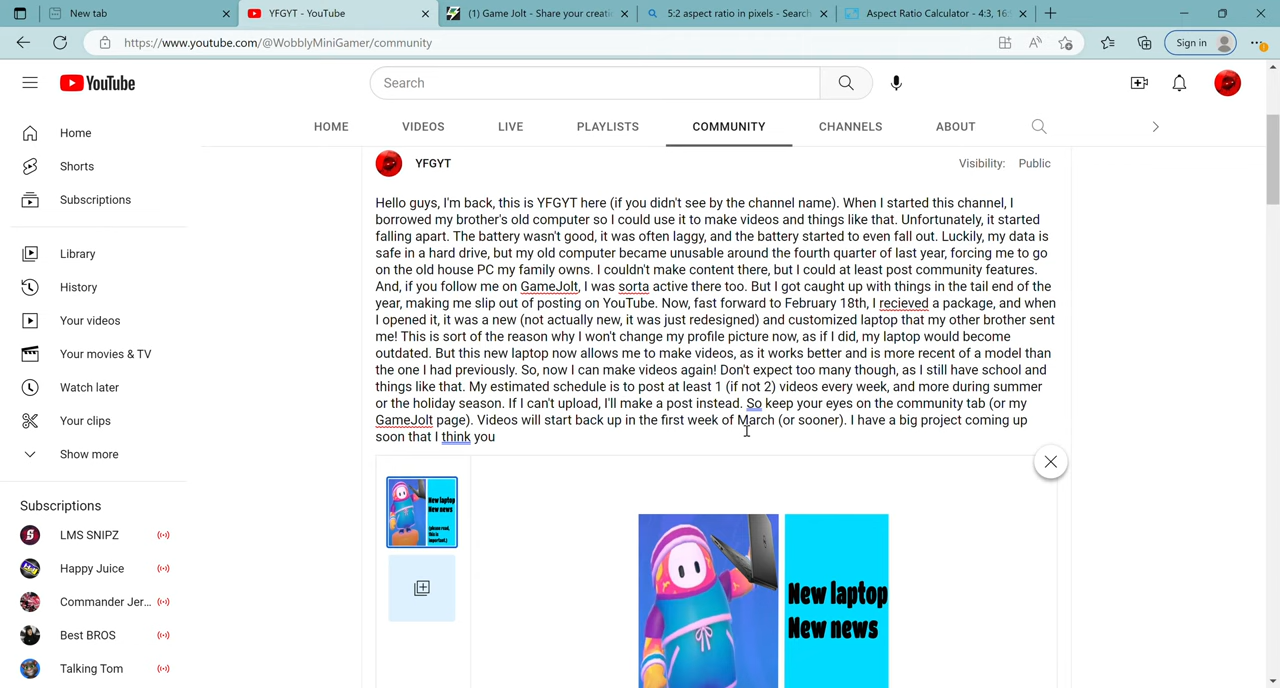 New tab
YFGYT - YouTube
(1) Game Jolt - Share your creati
5:2 aspect ratio in pixels - Search
Aspect Ratio Calculator - 4:3, 16:
https://www.youtube.com/@WobblyMiniGamer/community
Sign in
YouTube
Search
HOME VIDEOS LIVE PLAYLISTS COMMUNITY CHANNELS ABOUT
Home
Shorts
Subscriptions
Library
History
Your videos
Your movies & TV
Watch later
Your clips
Show more
Subscriptions
LMS SNIPZ
Happy Juice
Commander Jer...
Best BROS
Talking Tom
YFGYT
Visibility: Public
Hello guys, I'm back, this is YFGYT here (if you didn't see by the channel name). When I started this channel, I
borrowed my brother's old computer so I could use it to make videos and things like that. Unfortunately, it started
falling apart. The battery wasn't good, it was often laggy, and the battery started to even fall out. Luckily, my data is
safe in a hard drive, but my old computer became unusable around the fourth quarter of last year, forcing me to go
on the old house PC my family owns. I couldn't make content there, but I could at least post community features.
And, if you follow me on GameJolt, I was sorta active there too. But I got caught up with things in the tail end of the
year, making me slip out of posting on YouTube. Now, fast forward to February 18th, I recieved a package, and when
I opened it, it was a new (not actually new, it was just redesigned) and customized laptop that my other brother sent
me! This is sort of the reason why I won't change my profile picture now, as if I did, my laptop would become
outdated. But this new laptop now allows me to make videos, as it works better and is more recent of a model than
the one I had previously. So, now I can make videos again! Don't expect too many though, as I still have school and
things like that. My estimated schedule is to post at least 1 (if not 2) videos every week, and more during summer
or the holiday season. If I can't upload, I'll make a post instead. So keep your eyes on the community tab (or my
GameJolt page). Videos will start back up in the first week of March (or sooner). I have a big project coming up
soon that I think you
New laptop
New news
(please read,
this is
important.)
New laptop
New news